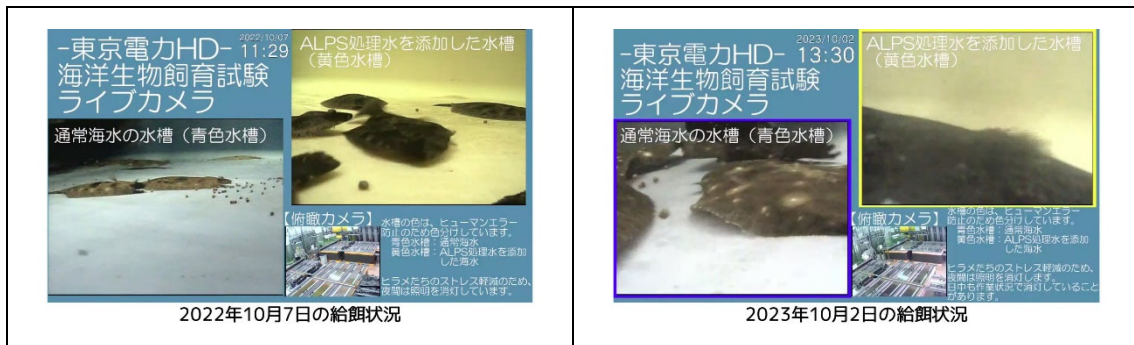 -東京電力HD-
2022/10/07
11:29
海洋生物飼育試験
ライブカメラ
ALPS処理水を添加した水槽
（黄色水槽）
通常海水の水槽（青色水槽）
【俯瞰カメラ】
水槽の色は、ヒューマンエラー
防止のため色分けしています。
青色水槽：通常海水
黄色水槽：ALPS処理水を添加
した海水
ヒラメたちのストレス軽減のため、
夜間は照明を消灯しています。
2022年10月7日の給餌状況
-東京電力HD-
2023/10/02
13:30
海洋生物飼育試験
ライブカメラ
ALPS処理水を添加した水槽
（黄色水槽）
通常海水の水槽（青色水槽）
【俯瞰カメラ】
水槽の色は、ヒューマンエラー
防止のため色分けしています。
青色水槽：通常海水
黄色水槽：ALPS処理水を添加
した海水
ヒラメたちのストレス軽減のため、
夜間は照明を消灯します。
日中も作業状況で消灯していること
があります。
2023年10月2日の給餌状況